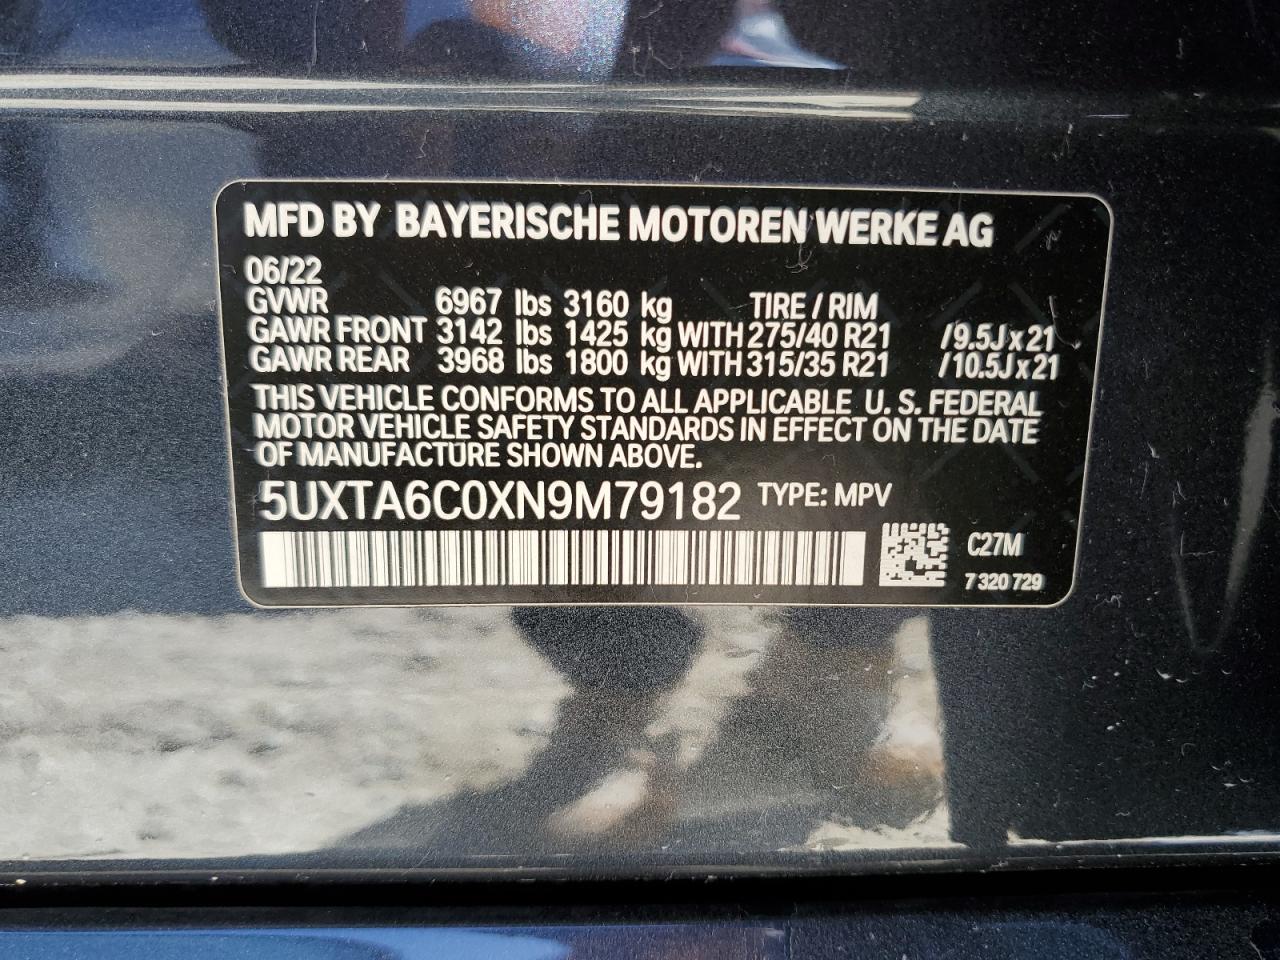 MFD BY BAYERISCHE MOTOREN WERKE AG
06/22
GVWR 6967 lbs 3160 kg TIRE / RIM
GAWR FRONT 3142 lbs 1425 kg WITH 275/40 R21 /9.5J x 21
GAWR REAR 3968 lbs 1800 kg WITH 315/35 R21 /10.5J x 21
THIS VEHICLE CONFORMS TO ALL APPLICABLE U. S. FEDERAL
MOTOR VEHICLE SAFETY STANDARDS IN EFFECT ON THE DATE
OF MANUFACTURE SHOWN ABOVE.
5UXTA6C0XN9M79182 TYPE: MPV
C27M
7 320 729